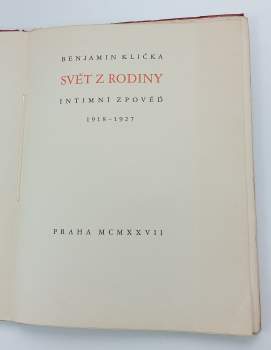 BENJAMIN KLIČKA
SVĚT Z RODINY
INTIMNÍ ZPOVĚĎ
1918–1927
PRAHA MCMXXVII